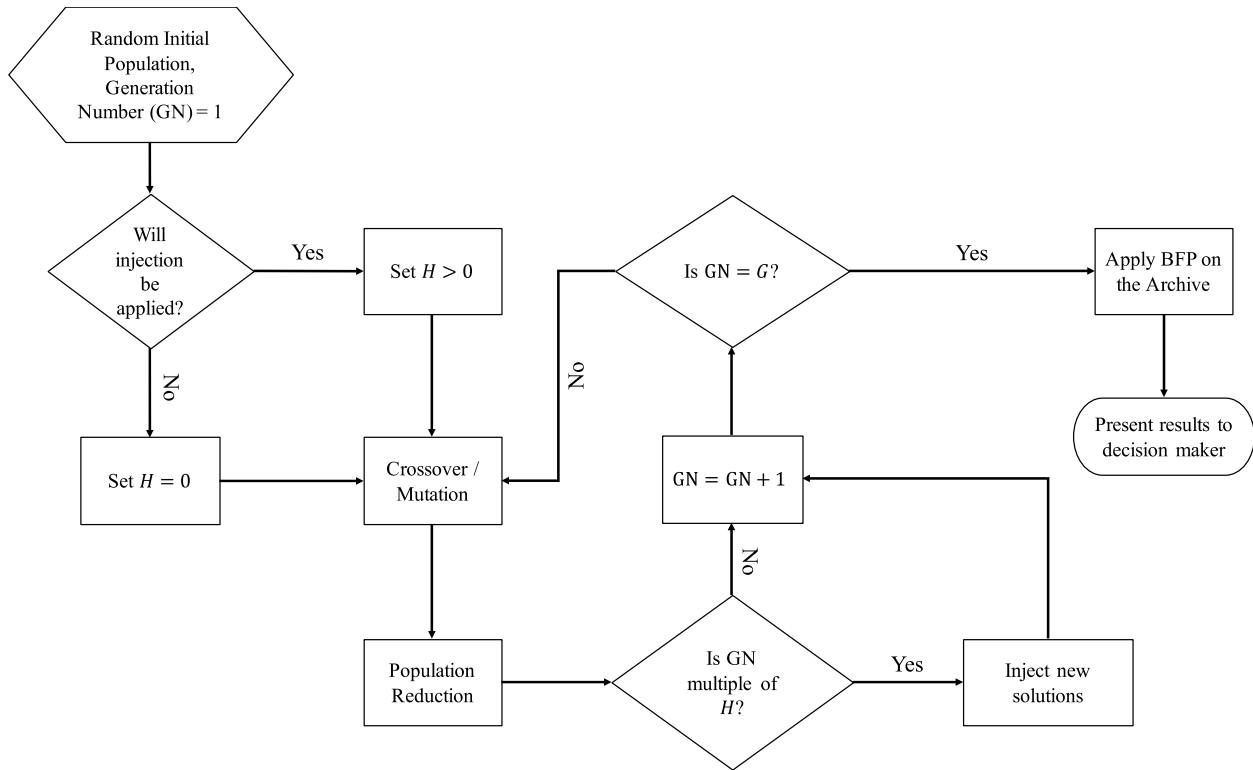 Random Initial
Population,
Generation
Number (GN) = 1
Will
injection
be
applied?
Yes
Set H > 0
No
Set H = 0
Crossover /
Mutation
Population
Reduction
Is GN
multiple of
H?
Yes
Inject new
solutions
No
GN = GN + 1
Is GN = G?
No
Yes
Apply BFP on
the Archive
Present results to
decision maker